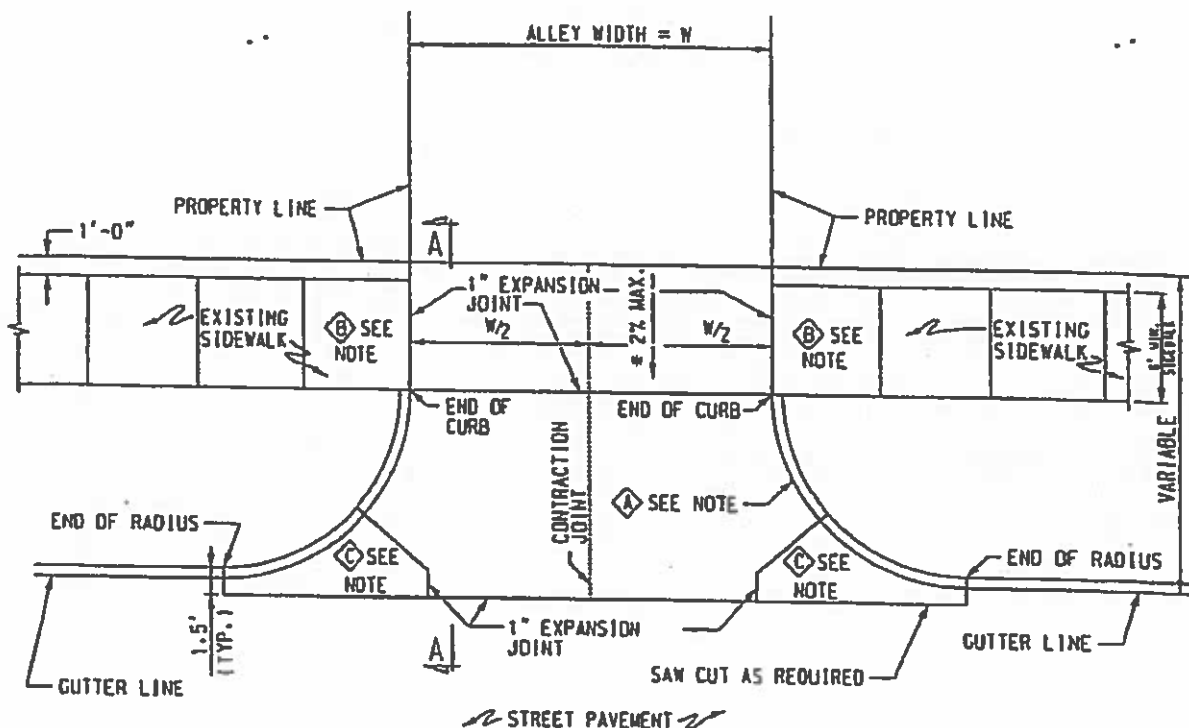 ALLEY WIDTH = W
PROPERTY LINE
PROPERTY LINE
1'-0"
A
1" EXPANSION
JOINT
* 2% MAX.
W/2
W/2
EXISTING
SIDEWALK
B SEE
NOTE
B SEE
NOTE
EXISTING
SIDEWALK
MIN.
SIDEWALK
END OF
CURB
END OF CURB
VARIABLE
CONTRACTION
JOINT
A SEE NOTE
END OF RADIUS
C SEE
NOTE
C SEE
NOTE
END OF RADIUS
1.5'
(TYP.)
1" EXPANSION
JOINT
A
GUTTER LINE
GUTTER LINE
SAW CUT AS REQUIRED
STREET PAVEMENT